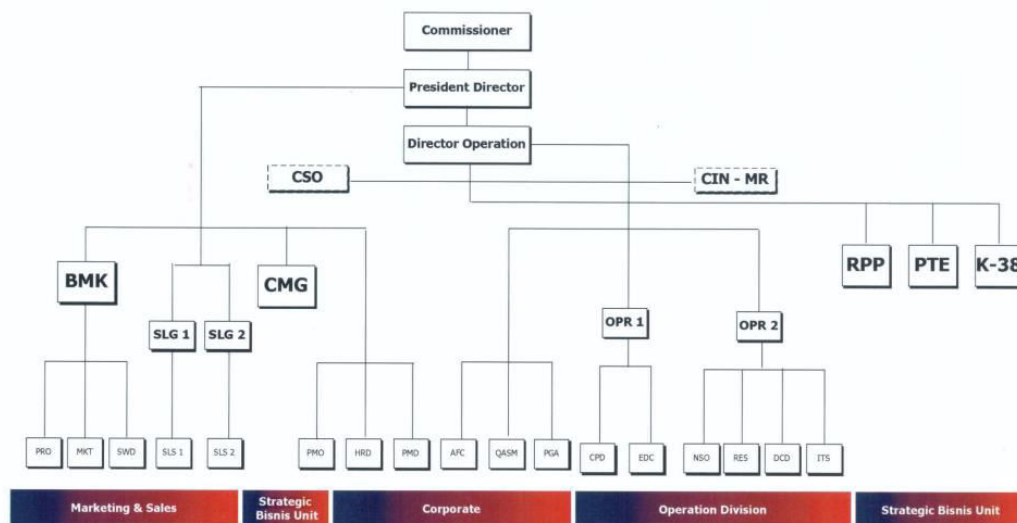 Commissioner
President Director
Director Operation
CSO
CIN - MR
BMK
CMG
RPP
PTE
K-38
SLG 1
SLG 2
OPR 1
OPR 2
PRO
MKT
SWD
SLS 1
SLS 2
PMO
HRD
PMD
AFC
QASM
PGA
CPD
EDC
NSO
RES
DCD
ITS
Marketing & Sales
Strategic
Bisnis Unit
Corporate
Operation Division
Strategic Bisnis Unit